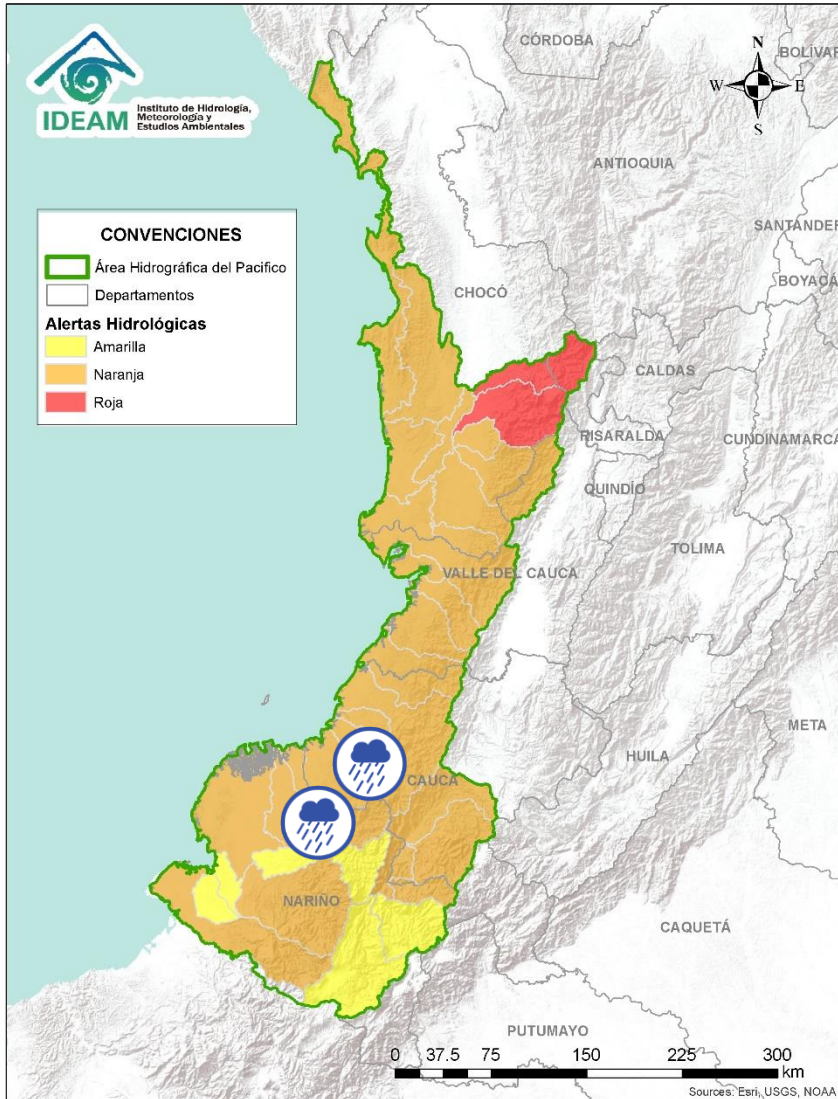 IDEAM
Instituto de Hidrología,
Meteorología y
Estudios Ambientales
CÓRDOBA
BOLÍVAR
N
W
E
S
ANTIOQUIA
SANTANDER
BOYACÁ
CONVENCIONES
Área Hidrográfica del Pacifico
Departamentos
Alertas Hidrológicas
Amarilla
Naranja
Roja
CHOCÓ
CALDAS
RISARALDA
CUNDINAMARCA
QUINDÍO
TOLIMA
VALLE DEL CAUCA
META
HUILA
CAUCA
NARIÑO
CAQUETÁ
PUTUMAYO
0 37.5 75 150 225 300
km
Sources: Esri, USGS, NOAA